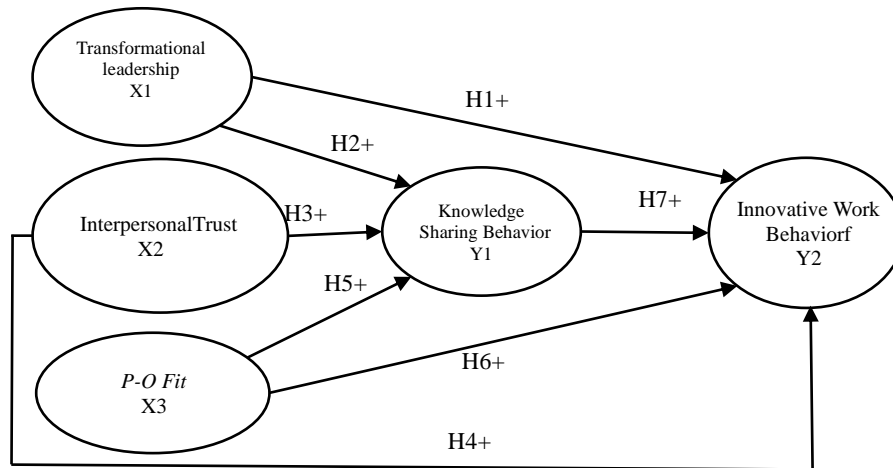 Transformational
leadership
X1
H1+
H2+
InterpersonalTrust
X2
H3+
Knowledge
Sharing Behavior
Y1
H7+
Innovative Work
Behaviorf
Y2
H5+
P-O Fit
X3
H6+
H4+